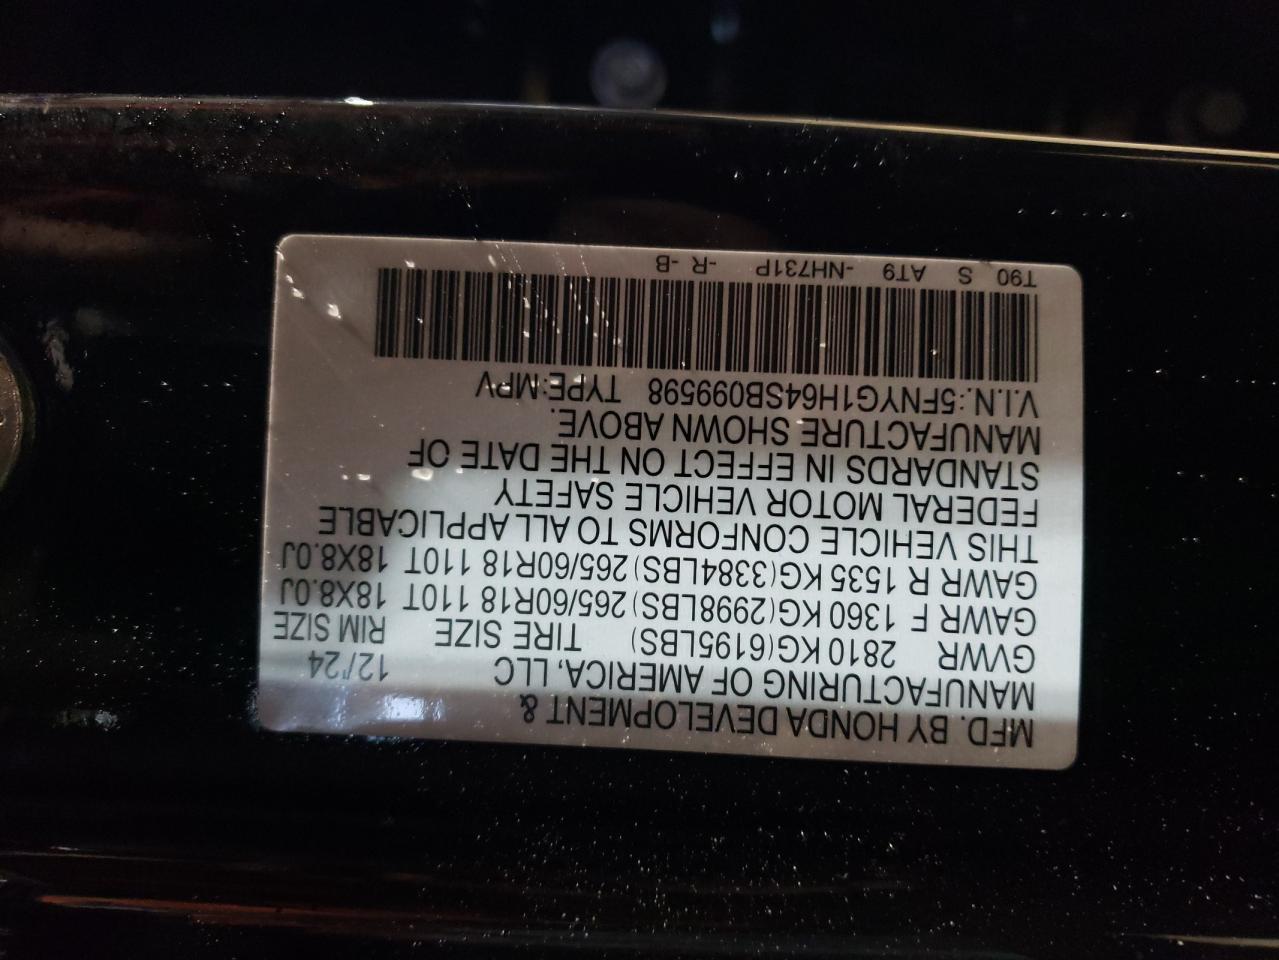 MFD. BY HONDA DEVELOPMENT &
MANUFACTURING OF AMERICA, LLC 12/'24
GVWR 2810 KG(6195LBS) TIRE SIZE RIM SIZE
GAWR F 1360 KG(2998LBS) 265/60R18 110T 18X8.0J
GAWR R 1535 KG(3384LBS) 265/60R18 110T 18X8.0J
THIS VEHICLE CONFORMS TO ALL APPLICABLE
FEDERAL MOTOR VEHICLE SAFETY
STANDARDS IN EFFECT ON THE DATE OF
MANUFACTURE SHOWN ABOVE.
V.I.N.:5FNYG1H64SB099598 TYPE:MPV
T90 S AT9 -NH731P -R -B